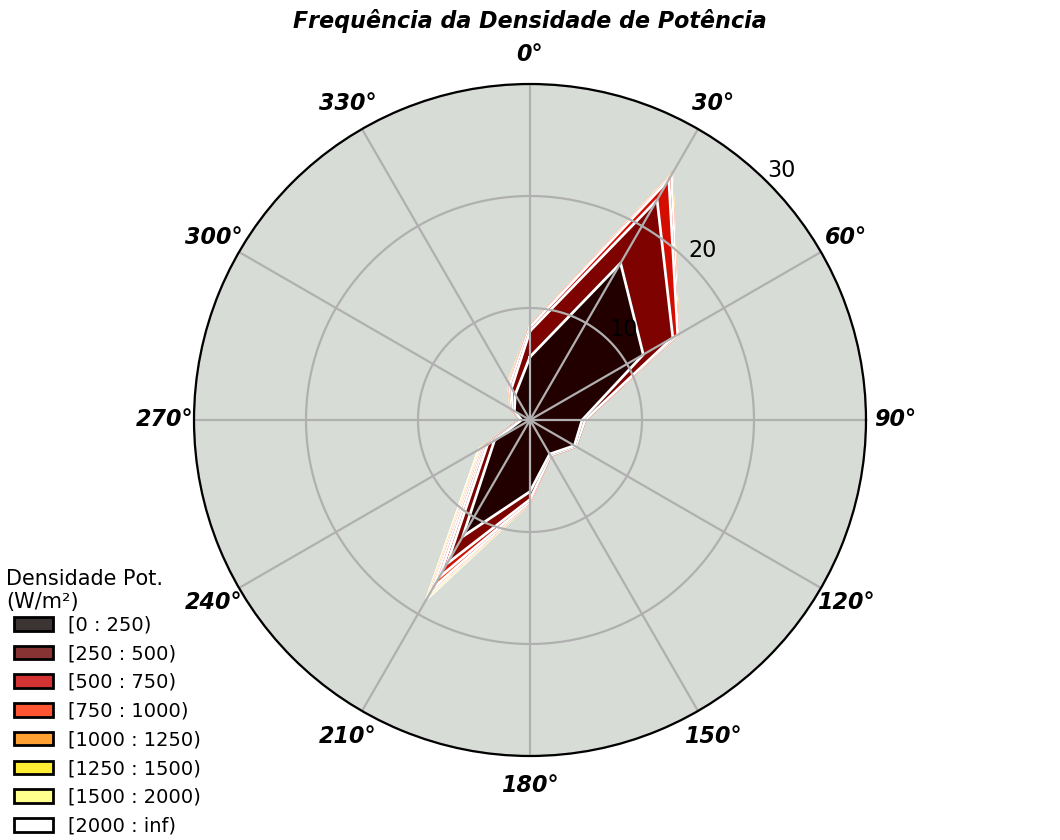 Frequência da Densidade de Potência
0°
330°
30°
30
300°
60°
20
10
270°
90°
240°
120°
210°
150°
180°
Densidade Pot.
(W/m²)
[0 : 250)
[250 : 500)
[500 : 750)
[750 : 1000)
[1000 : 1250)
[1250 : 1500)
[1500 : 2000)
[2000 : inf)